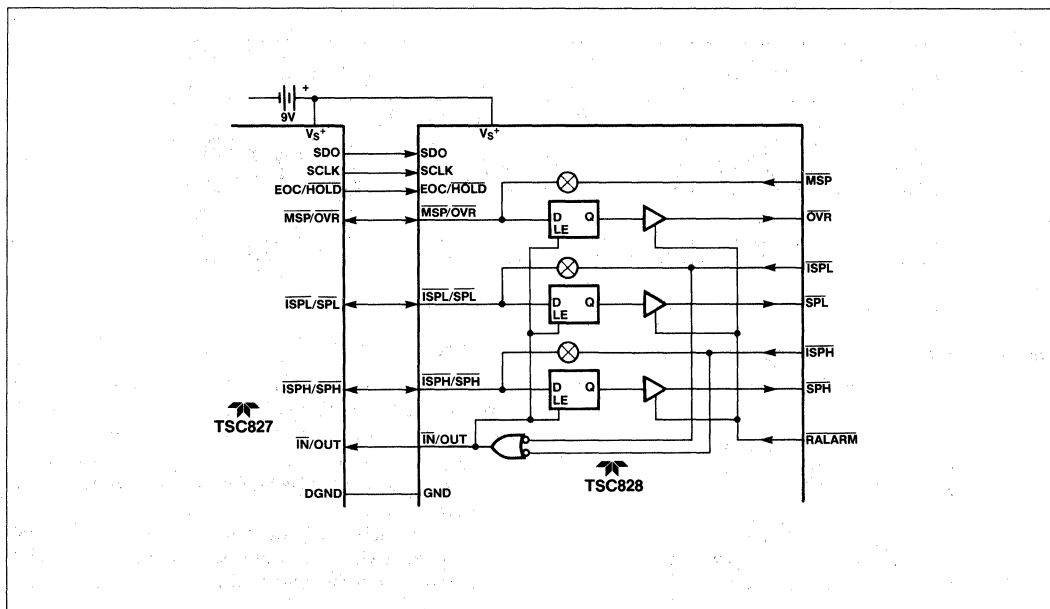 +
9V
VS+ VS+
SDO SDO
SCLK SCLK
EOC/HOLD EOC/HOLD
MSP
MSP/OVR MSP/OVR
D Q
LE
OVR
ISPL
ISPL/SPL ISPL/SPL
D Q
LE
SPL
ISPH
ISPH/SPH ISPH/SPH
D Q
LE
SPH
TSC827
IN/OUT IN/OUT
RALARM
TSC828
DGND GND